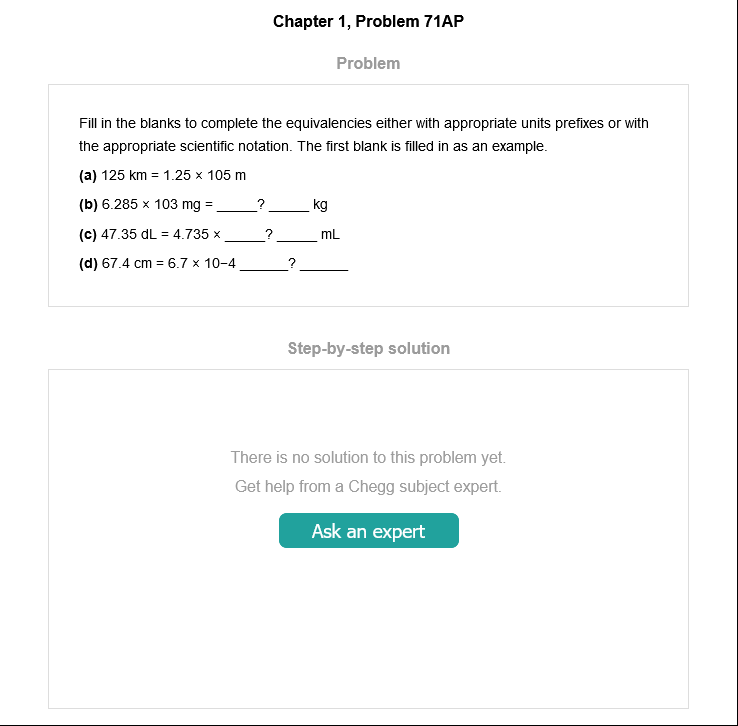 Chapter 1, Problem 71AP
Problem
Fill in the blanks to complete the equivalencies either with appropriate units prefixes or with
the appropriate scientific notation. The first blank is filled in as an example.
(a) 125 km = 1.25 × 105 m
(b) 6.285 × 103 mg = _____? _____ kg
(c) 47.35 dL = 4.735 × _____? _____ mL
(d) 67.4 cm = 6.7 × 10−4 ______? ______
Step-by-step solution
There is no solution to this problem yet.
Get help from a Chegg subject expert.
Ask an expert